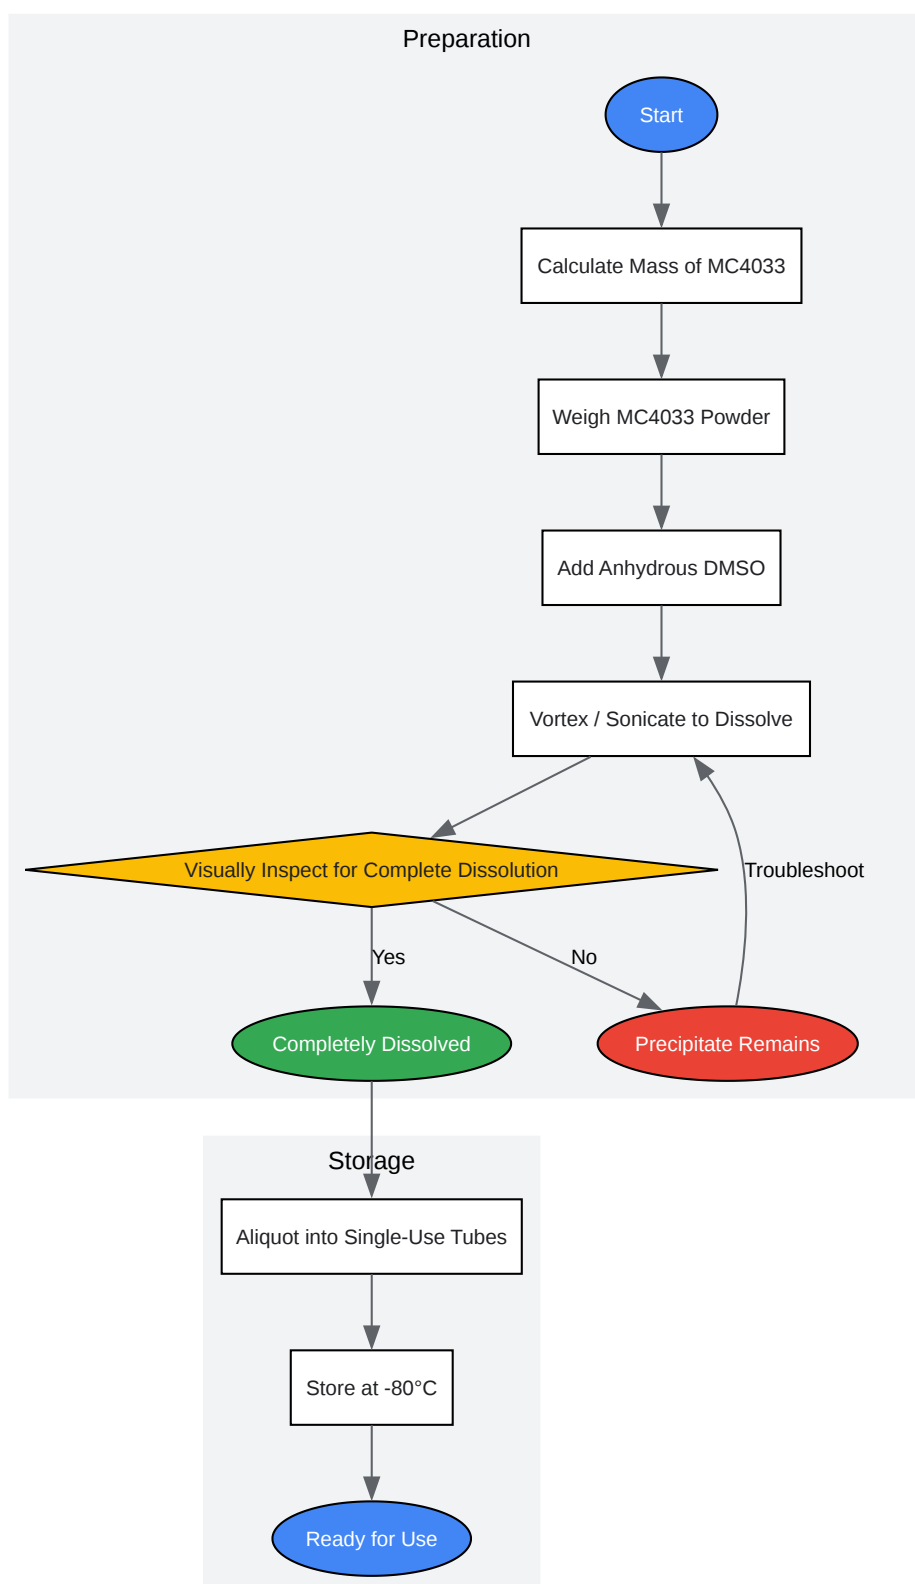 Preparation
Start
Calculate Mass of MC4033
Weigh MC4033 Powder
Add Anhydrous DMSO
Vortex / Sonicate to Dissolve
Visually Inspect for Complete Dissolution
Troubleshoot
Yes
No
Completely Dissolved
Precipitate Remains
Storage
Aliquot into Single-Use Tubes
Store at -80°C
Ready for Use